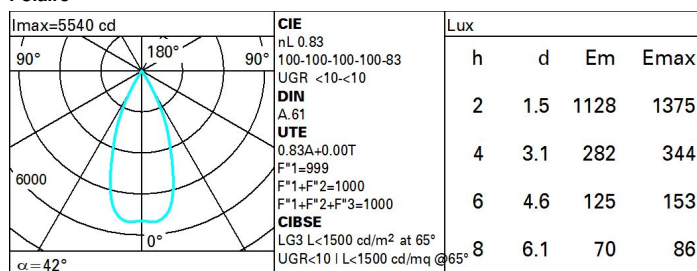 Imax=5540 cd
90° 180° 90°
6000
0°
α=42°
CIE
nL 0.83
100-100-100-100-83
UGR <10-<10
DIN
A.61
UTE
0.83A+0.00T
F"1=999
F"1+F"2=1000
F"1+F"2+F"3=1000
CIBSE
LG3 L<1500 cd/m² at 65°
UGR<10 | L<1500 cd/mq @65°
Lux
h d Em Emax
2 1.5 1128 1375
4 3.1 282 344
6 4.6 125 153
8 6.1 70 86